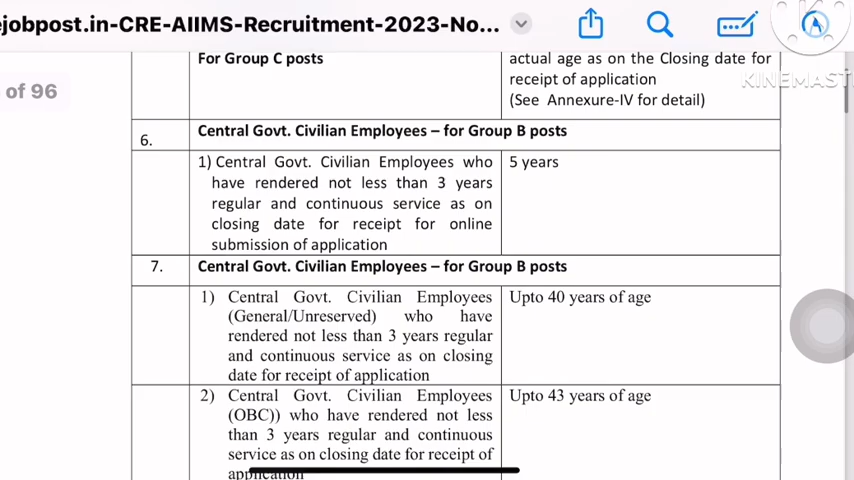 ejobpost.in-CRE-AIIMS-Recruitment-2023-No...
KINEMAST
of 96
For Group C posts
actual age as on the Closing date for
receipt of application
(See Annexure-IV for detail)
6.
Central Govt. Civilian Employees – for Group B posts
1) Central Govt. Civilian Employees who
have rendered not less than 3 years
regular and continuous service as on
closing date for receipt for online
submission of application
5 years
7.
Central Govt. Civilian Employees – for Group B posts
1) Central Govt. Civilian Employees
(General/Unreserved) who have
rendered not less than 3 years regular
and continuous service as on closing
date for receipt of application
Upto 40 years of age
2) Central Govt. Civilian Employees
(OBC)) who have rendered not less
than 3 years regular and continuous
service as on closing date for receipt of
application
Upto 43 years of age